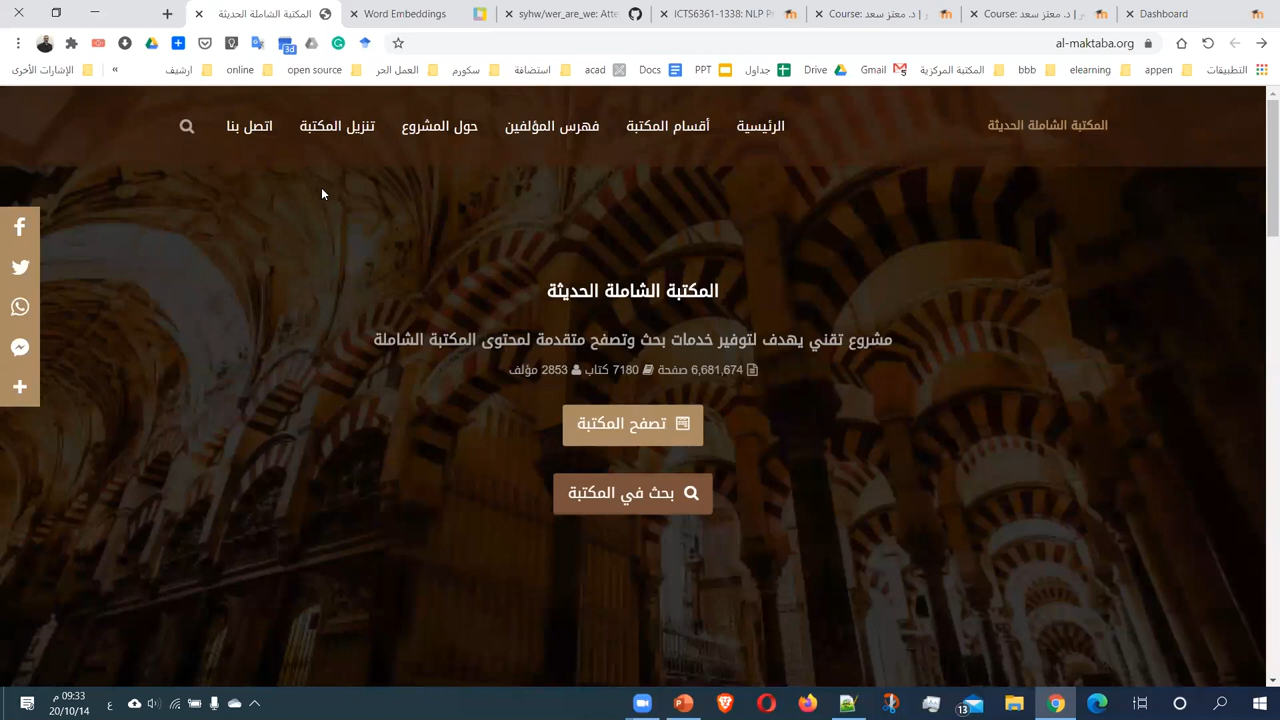 المكتبة الشاملة الحديثة
Word Embeddings
syhw/wer_are_we: Atte
ICTS6361-1338: NLP Pr
Course: د. معتز سعد | ر
Course: د. معتز سعد | ر
Dashboard
al-maktaba.org
3d
التطبيقات
appen
elearning
bbb
المكتبة المركزية
Gmail
Drive
جداول
PPT
Docs
acad
استضافة
سكورم
العمل الحر
open source
online
ارشيف
»
الإشارات الأخرى
المكتبة الشاملة الحديثة
الرئيسية
أقسام المكتبة
فهرس المؤلفين
حول المشروع
تنزيل المكتبة
اتصل بنا
المكتبة الشاملة الحديثة
مشروع تقني يهدف لتوفير خدمات بحث وتصفح متقدمة لمحتوى المكتبة الشاملة
6,681,674 صفحة 7180 كتاب 2853 مؤلف
تصفح المكتبة
بحث في المكتبة
13
ع
09:33 م
20/10/14